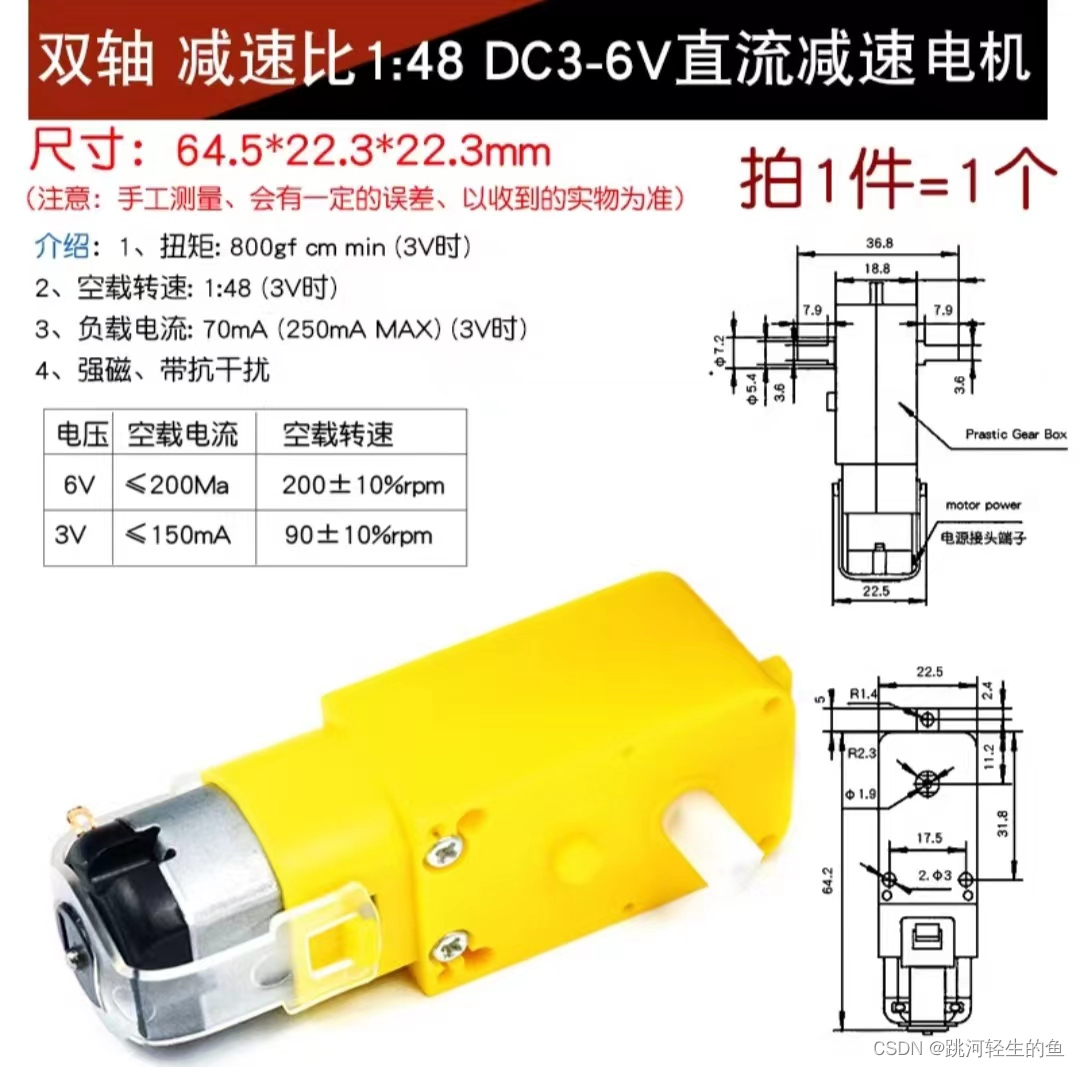 双轴 减速比1:48 DC3-6V直流减速电机
尺寸：64.5*22.3*22.3mm
（注意：手工测量、会有一定的误差、以收到的实物为准）
拍1件=1个
介绍：1、扭矩: 800gf cm min (3V时)
2、空载转速: 1:48 (3V时)
3、负载电流: 70mA (250mA MAX) (3V时)
4、强磁、带抗干扰
电压 空载电流 空载转速
6V ≤200Ma 200±10%rpm
3V ≤150mA 90±10%rpm
36.8
18.8
7.9 7.9
Φ7.2
Φ5.4
3.6
3.6
Prastic Gear Box
motor power
电源接头端子
22.5
22.5
5
R1.4
2.4
R2.3
11.2
Φ1.9
31.8
17.5
64.2
2.Φ3
CSDN @跳河轻生的鱼